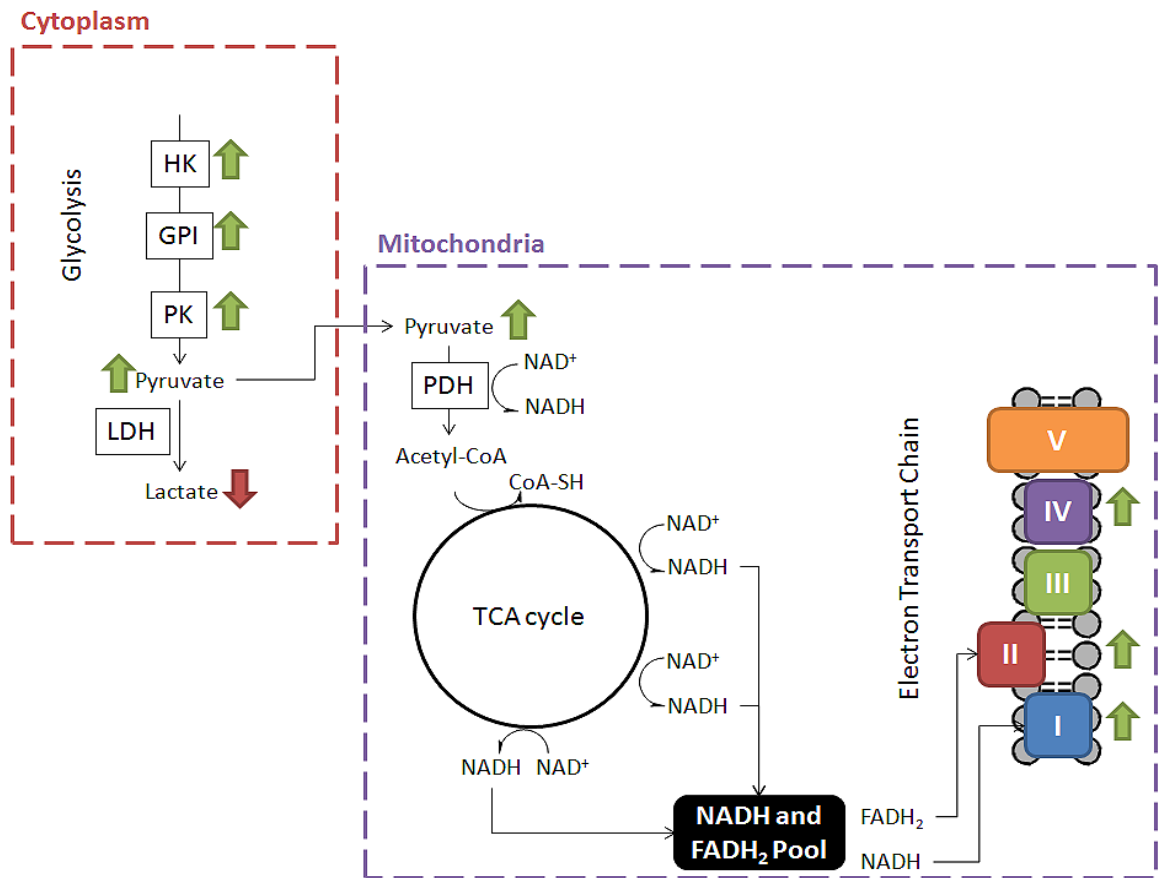 Cytoplasm
Glycolysis
HK
GPI
PK
Pyruvate
LDH
Lactate
Mitochondria
Pyruvate
NAD⁺
PDH
NADH
Acetyl-CoA
CoA-SH
NAD⁺
NADH
TCA cycle
NAD⁺
NADH
NADH NAD⁺
NADH and
FADH₂ Pool
FADH₂
NADH
Electron Transport Chain
V
IV
III
II
I